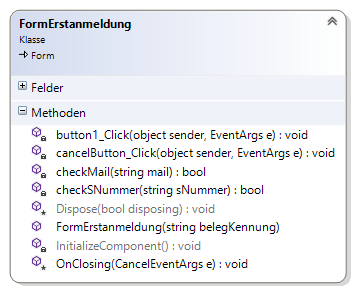 FormErstanmeldung
Klasse
Form
Felder
Methoden
button1_Click(object sender, EventArgs e) : void
cancelButton_Click(object sender, EventArgs e) : void
checkMail(string mail) : bool
checkSNummer(string sNummer) : bool
Dispose(bool disposing) : void
FormErstanmeldung(string belegKennung)
InitializeComponent() : void
OnClosing(CancelEventArgs e) : void